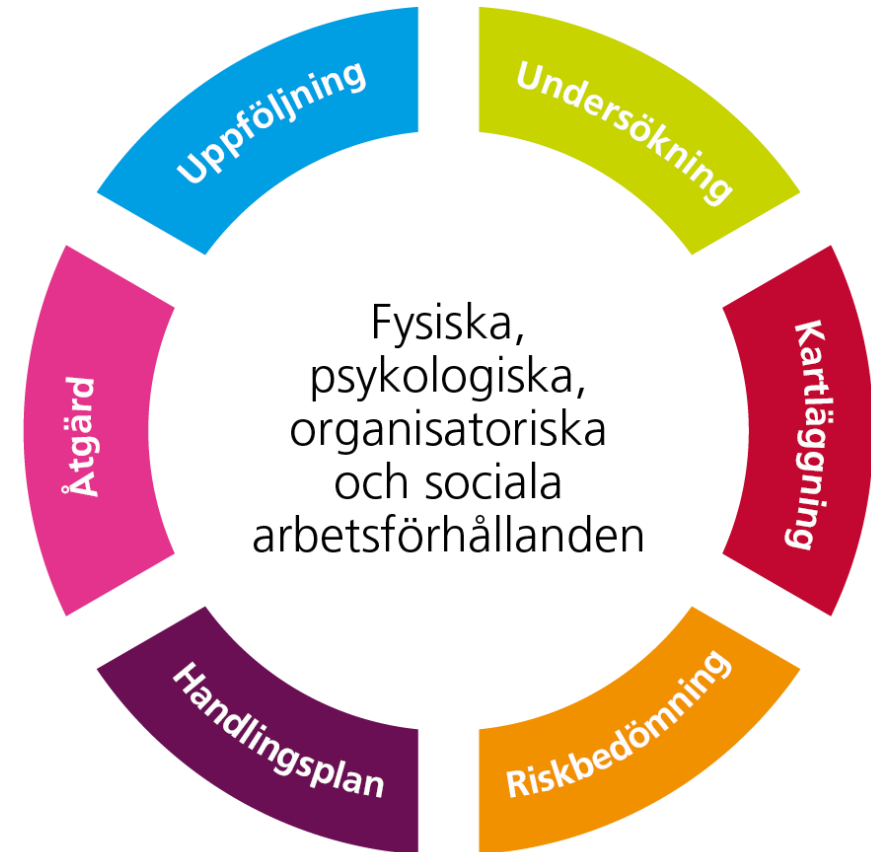 Undersökning
Kartläggning
Riskbedömning
Handlingsplan
Åtgärd
Uppföljning
Fysiska,
psykologiska,
organisatoriska
och sociala
arbetsförhållanden